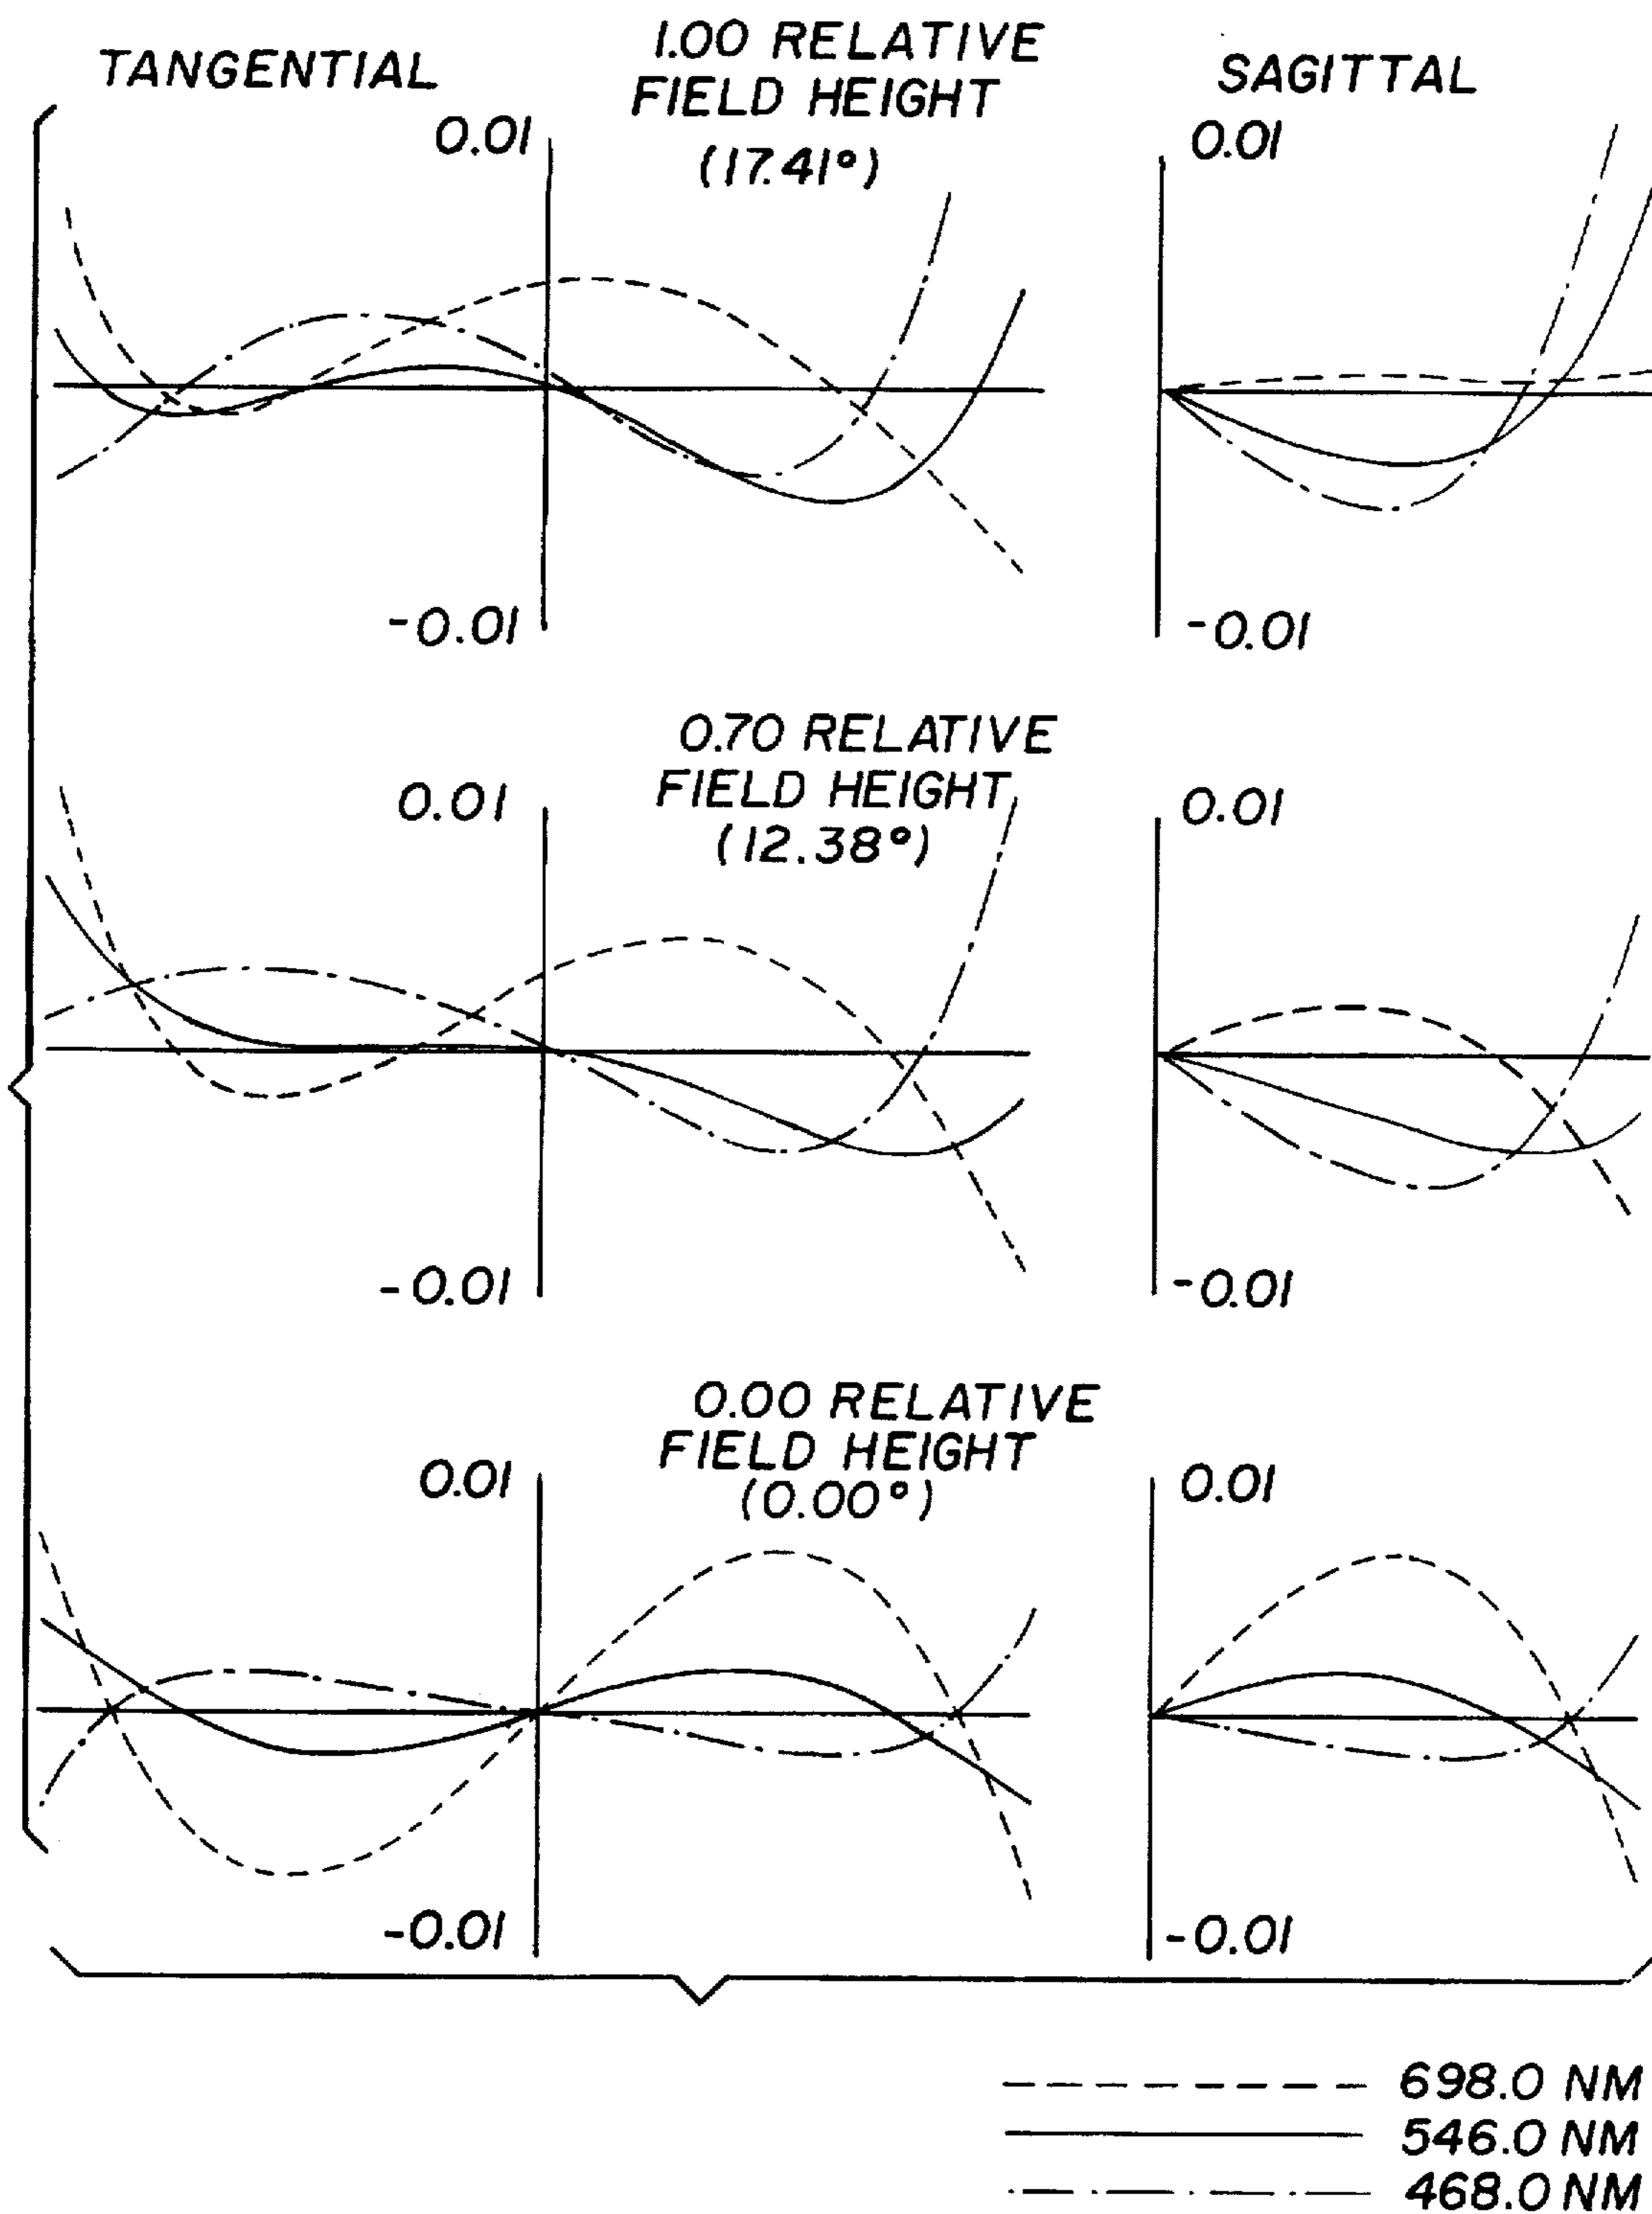 TANGENTIAL
1.00 RELATIVE
FIELD HEIGHT
(17.41°)
SAGITTAL
0.01
0.01
-0.01
-0.01
0.70 RELATIVE
FIELD HEIGHT
(12.38°)
0.01
0.01
-0.01
-0.01
0.00 RELATIVE
FIELD HEIGHT
(0.00°)
0.01
0.01
-0.01
-0.01
698.0 NM
546.0 NM
468.0 NM